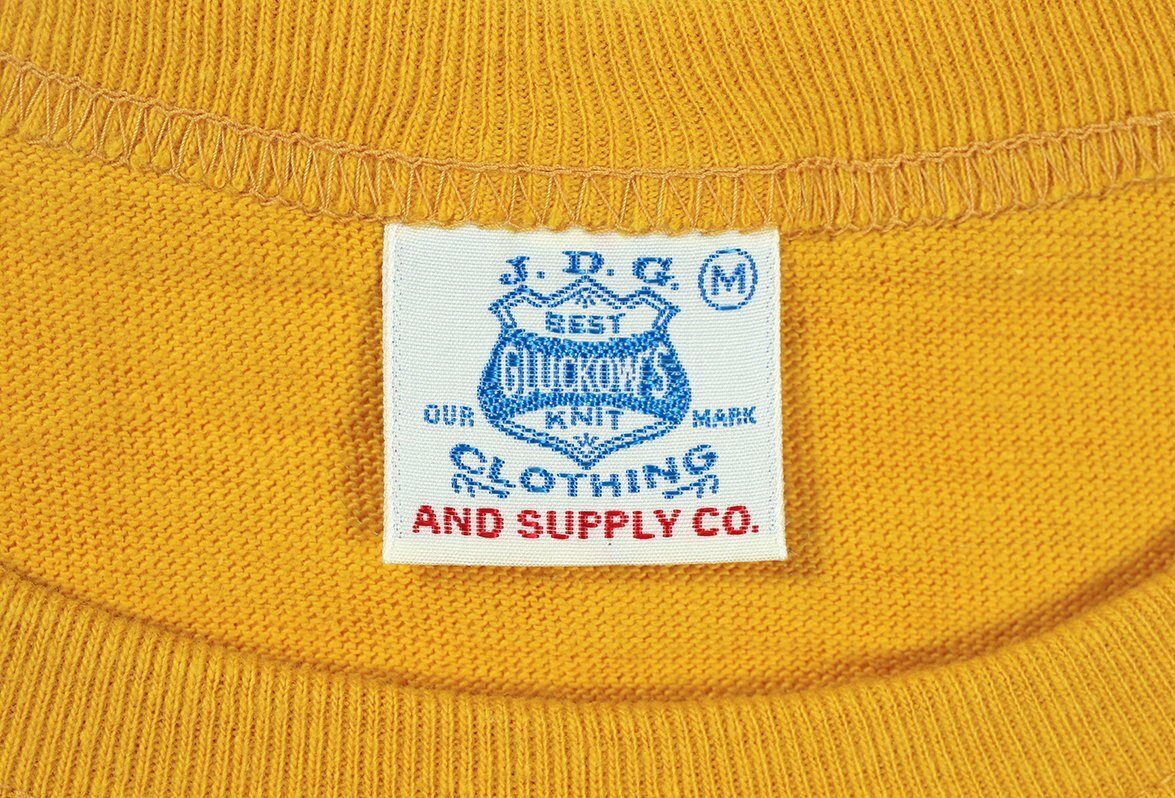 J. D. G. M
BEST
GLUCKOW'S
OUR KNIT MARK
CLOTHING
AND SUPPLY CO.